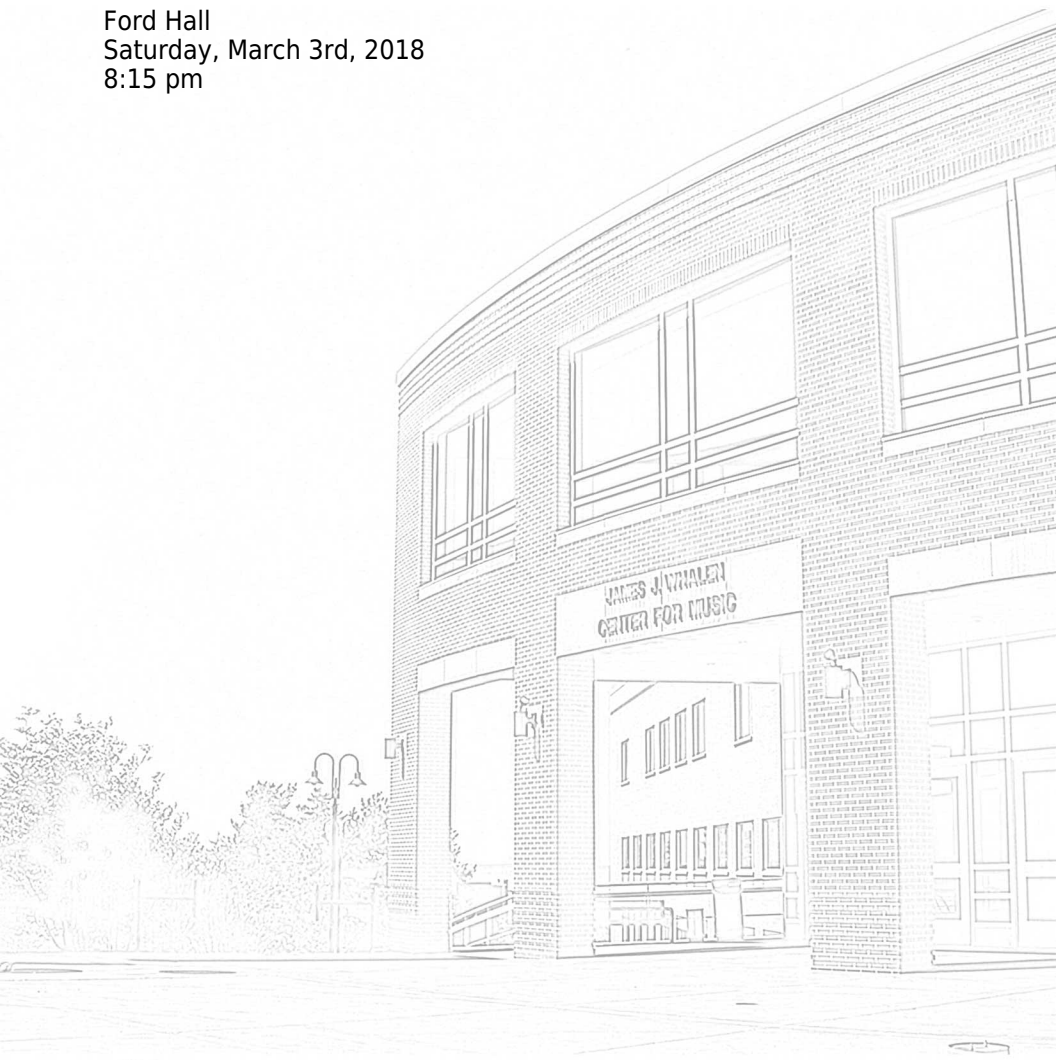 Ford Hall
Saturday, March 3rd, 2018
8:15 pm
JAMES J. WHALEN
CENTER FOR MUSIC